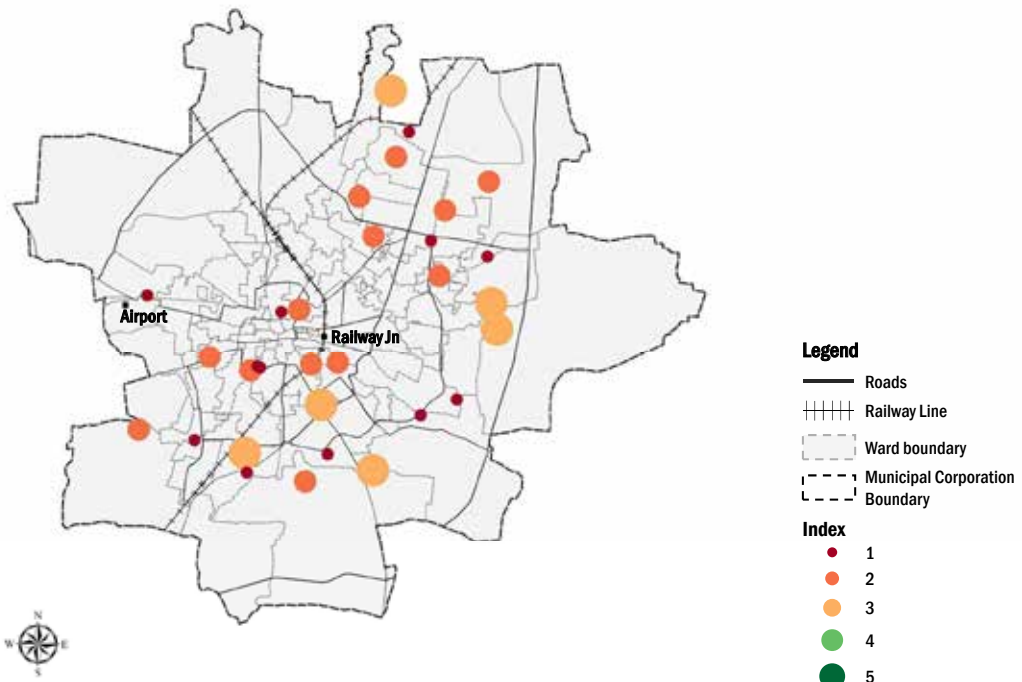 Airport
Railway Jn
Legend
Roads
Railway Line
Ward boundary
Municipal Corporation
Boundary
Index
1
2
3
4
5
N
W E
S